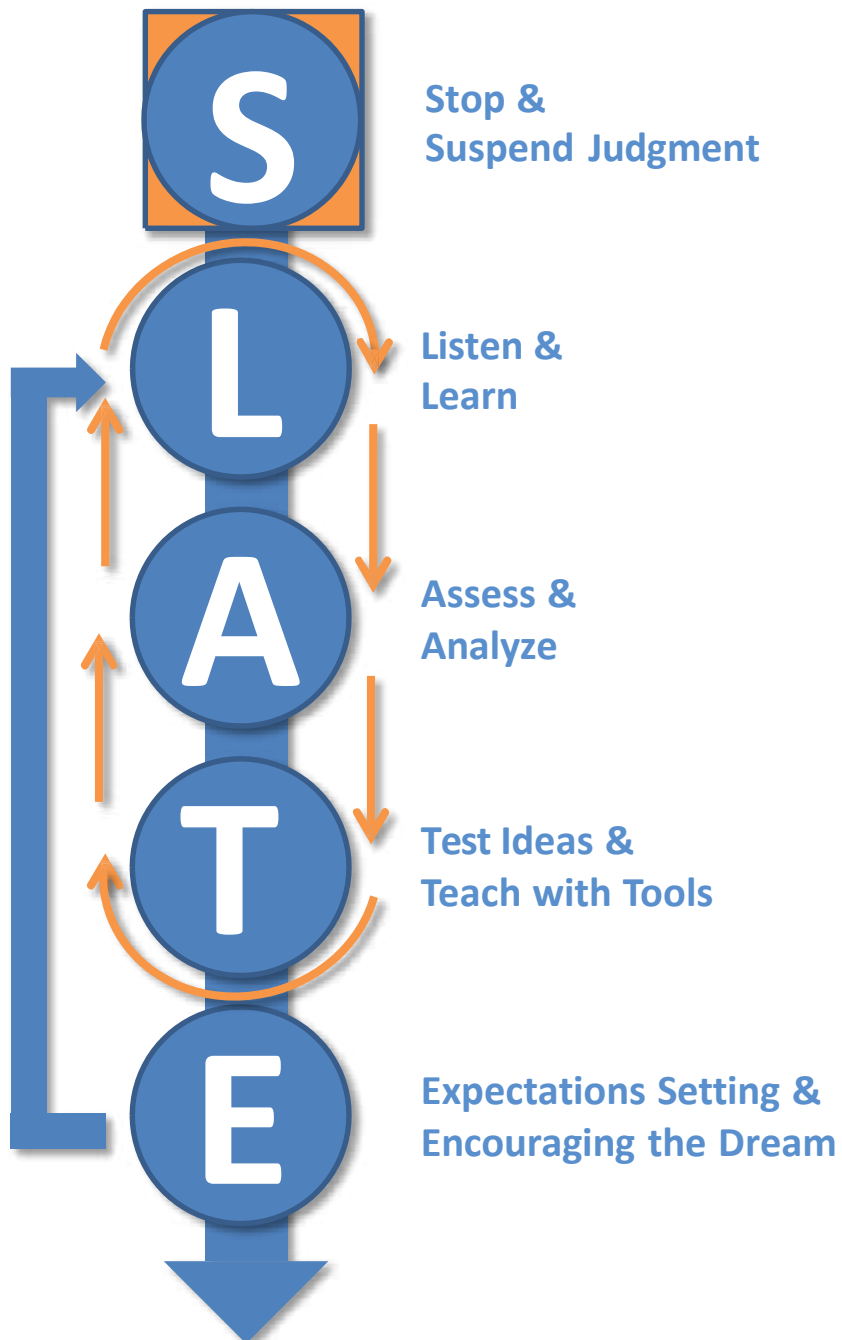 S
Stop &
Suspend Judgment
L
Listen &
Learn
A
Assess &
Analyze
T
Test Ideas &
Teach with Tools
E
Expectations Setting &
Encouraging the Dream